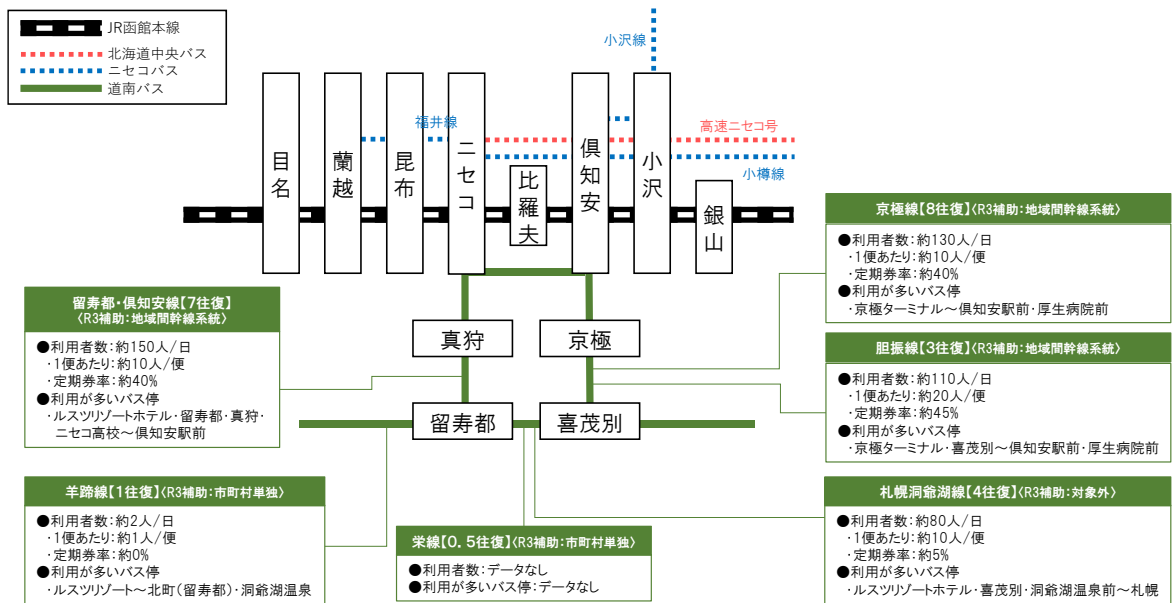 JR函館本線
北海道中央バス
ニセコバス
道南バス
小沢線
福井線
高速ニセコ号
小樽線
目名
蘭越
昆布
ニセコ
比羅夫
倶知安
小沢
銀山
真狩
京極
留寿都
喜茂別
留寿都・倶知安線【7往復】
〈R3補助:地域間幹線系統〉
●利用者数:約150人/日
・1便あたり:約10人/便
・定期券率:約40%
●利用が多いバス停
・ルスツリゾートホテル・留寿都・真狩・
ニセコ高校～倶知安駅前
京極線【8往復】〈R3補助:地域間幹線系統〉
●利用者数:約130人/日
・1便あたり:約10人/便
・定期券率:約40%
●利用が多いバス停
・京極ターミナル～倶知安駅前・厚生病院前
胆振線【3往復】〈R3補助:地域間幹線系統〉
●利用者数:約110人/日
・1便あたり:約20人/便
・定期券率:約45%
●利用が多いバス停
・京極ターミナル・喜茂別～倶知安駅前・厚生病院前
羊蹄線【1往復】〈R3補助:市町村単独〉
●利用者数:約2人/日
・1便あたり:約1人/便
・定期券率:約0%
●利用が多いバス停
・ルスツリゾート～北町(留寿都)・洞爺湖温泉
栄線【0.5往復】〈R3補助:市町村単独〉
●利用者数:データなし
●利用が多いバス停:データなし
札幌洞爺湖線【4往復】〈R3補助:対象外〉
●利用者数:約80人/日
・1便あたり:約10人/便
・定期券率:約5%
●利用が多いバス停
・ルスツリゾートホテル・喜茂別・洞爺湖温泉前～札幌